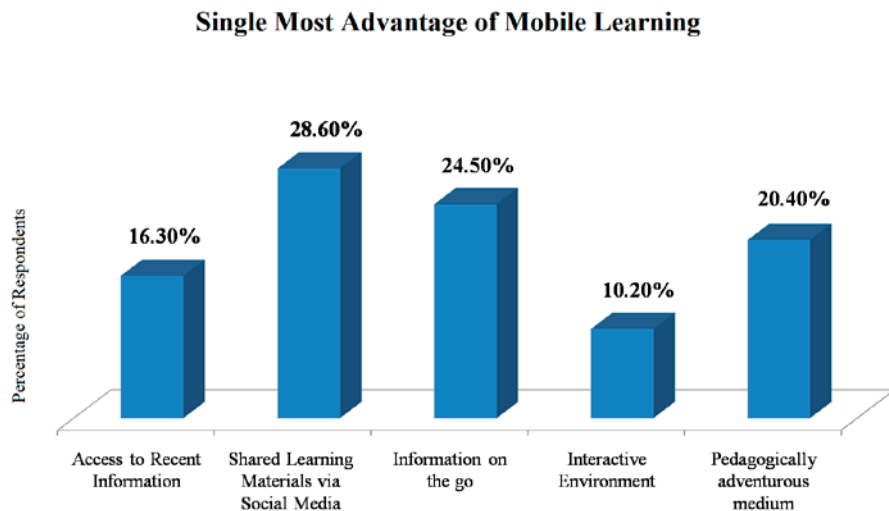 Single Most Advantage of Mobile Learning
28.60%
24.50%
20.40%
16.30%
10.20%
Percentage of Respondents
Access to Recent
Information
Shared Learning
Materials via
Social Media
Information on
the go
Interactive
Environment
Pedagogically
adventurous
medium